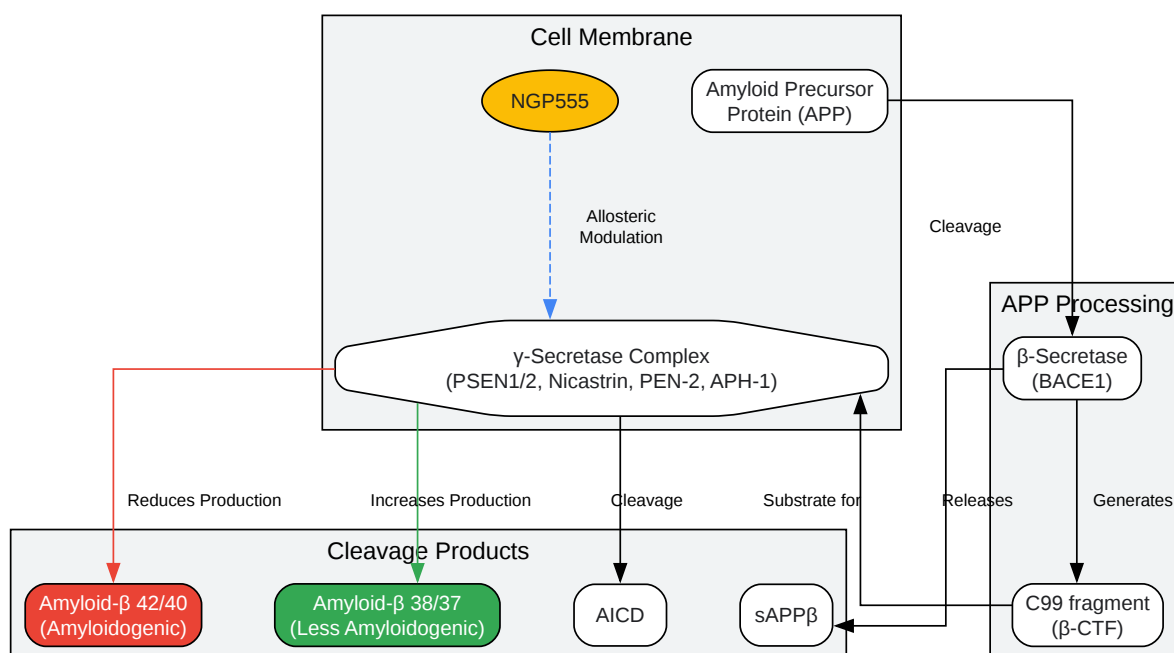 Cell Membrane
NGP555
Amyloid Precursor
Protein (APP)
Allosteric
Modulation
Cleavage
APP Processing
γ-Secretase Complex
(PSEN1/2, Nicastrin, PEN-2, APH-1)
β-Secretase
(BACE1)
Reduces Production
Increases Production
Cleavage
Substrate for
Releases
Generates
Cleavage Products
Amyloid-β 42/40
(Amyloidogenic)
Amyloid-β 38/37
(Less Amyloidogenic)
AICD
sAPPβ
C99 fragment
(β-CTF)